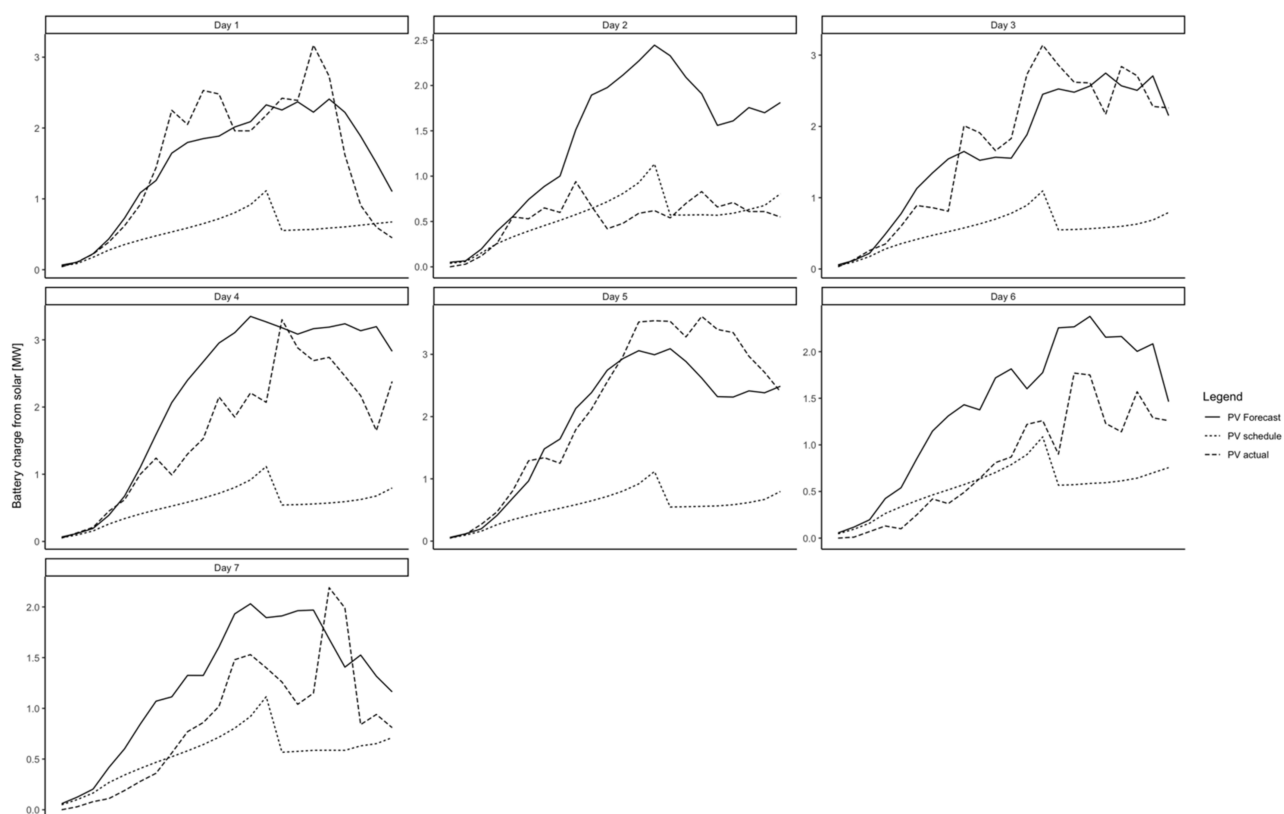 Day 1
Day 2
Day 3
3
2
1
0
2.5
2.0
1.5
1.0
0.5
0.0
3
2
1
0
Day 4
Day 5
Day 6
3
2
1
0
3
2
1
0
2.0
1.5
1.0
0.5
0.0
Battery charge from solar [MW]
Legend
PV Forecast
PV schedule
PV actual
Day 7
2.0
1.5
1.0
0.5
0.0